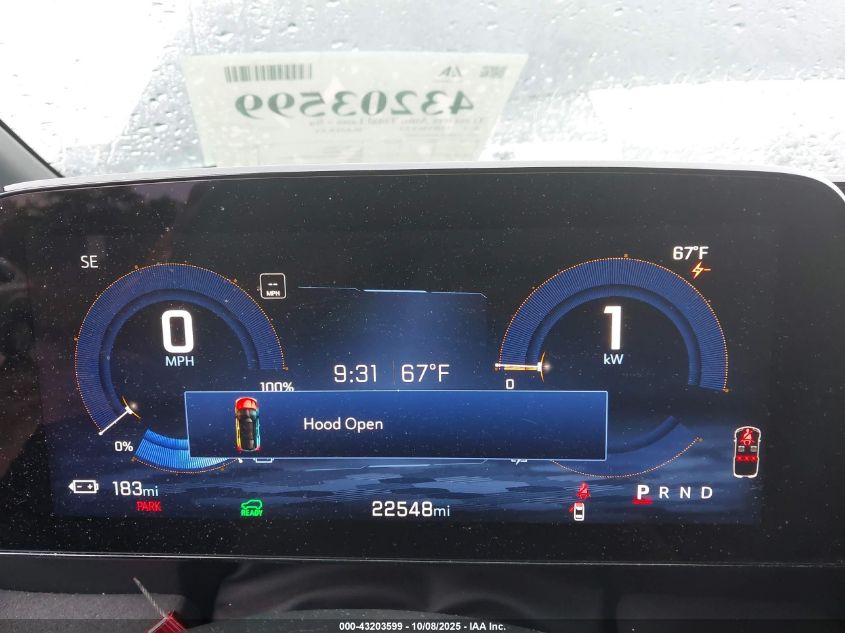 43203599
67°F
SE
--
MPH
0
MPH
1
kW
9:31 67°F
100%
0
Hood Open
0%
183mi
PARK
READY
22548mi
P R N D
000-43203599 - 10/08/2025 - IAA Inc.